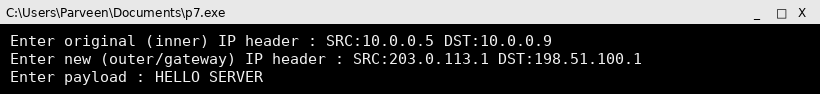 C:\Users\Parveen\Documents\p7.exe _ □ X
Enter original (inner) IP header : SRC:10.0.0.5 DST:10.0.0.9
Enter new (outer/gateway) IP header : SRC:203.0.113.1 DST:198.51.100.1
Enter payload : HELLO SERVER